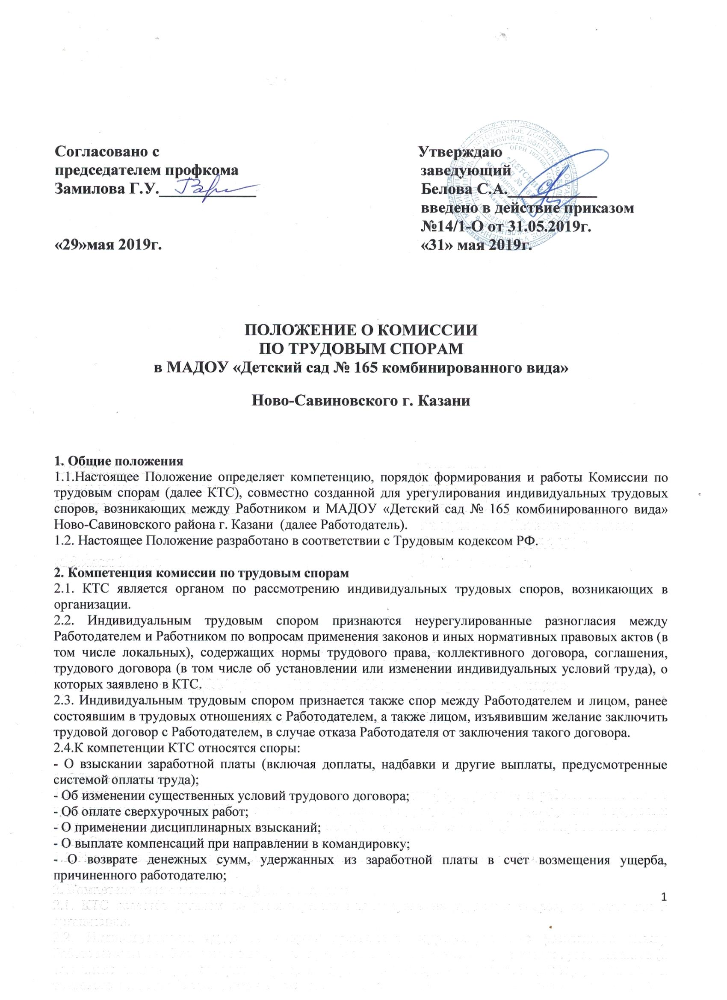 Согласовано с
председателем профкома
Замилова Г.У.____________
«29»мая 2019г.
Утверждаю
заведующий
Белова С.А.___________
введено в действие приказом
№14/1-О от 31.05.2019г.
«31» мая 2019г.
ПОЛОЖЕНИЕ О КОМИССИИ
ПО ТРУДОВЫМ СПОРАМ
в МАДОУ «Детский сад № 165 комбинированного вида»
Ново-Савиновского г. Казани
1. Общие положения
1.1.Настоящее Положение определяет компетенцию, порядок формирования и работы Комиссии по
трудовым спорам (далее КТС), совместно созданной для урегулирования индивидуальных трудовых
споров, возникающих между Работником и МАДОУ «Детский сад № 165 комбинированного вида»
Ново-Савиновского района г. Казани (далее Работодатель).
1.2. Настоящее Положение разработано в соответствии с Трудовым кодексом РФ.
2. Компетенция комиссии по трудовым спорам
2.1. КТС является органом по рассмотрению индивидуальных трудовых споров, возникающих в
организации.
2.2. Индивидуальным трудовым спором признаются неурегулированные разногласия между
Работодателем и Работником по вопросам применения законов и иных нормативных правовых актов (в
том числе локальных), содержащих нормы трудового права, коллективного договора, соглашения,
трудового договора (в том числе об установлении или изменении индивидуальных условий труда), о
которых заявлено в КТС.
2.3. Индивидуальным трудовым спором признается также спор между Работодателем и лицом, ранее
состоявшим в трудовых отношениях с Работодателем, а также лицом, изъявившим желание заключить
трудовой договор с Работодателем, в случае отказа Работодателя от заключения такого договора.
2.4.К компетенции КТС относятся споры:
- О взыскании заработной платы (включая доплаты, надбавки и другие выплаты, предусмотренные
системой оплаты труда);
- Об изменении существенных условий трудового договора;
- Об оплате сверхурочных работ;
- О применении дисциплинарных взысканий;
- О выплате компенсаций при направлении в командировку;
- О возврате денежных сумм, удержанных из заработной платы в счет возмещения ущерба,
причиненного работодателю;
1